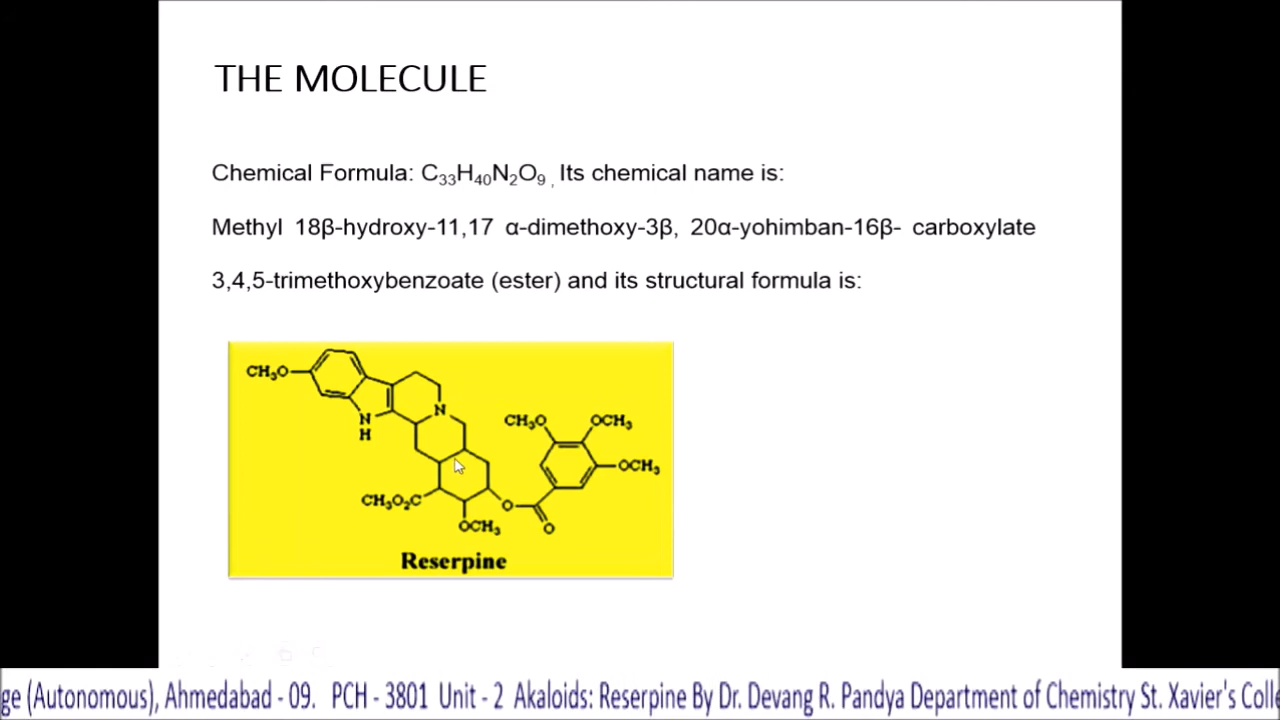 THE MOLECULE
Chemical Formula: C₃₃H₄₀N₂O₉ , Its chemical name is:
Methyl 18β-hydroxy-11,17 α-dimethoxy-3β, 20α-yohimban-16β- carboxylate
3,4,5-trimethoxybenzoate (ester) and its structural formula is:
CH₃O
N
H
N
CH₃O
OCH₃
OCH₃
CH₃O₂C
O
OCH₃
O
Reserpine
ge (Autonomous), Ahmedabad - 09. PCH - 3801 Unit - 2 Akaloids: Reserpine By Dr. Devang R. Pandya Department of Chemistry St. Xavier's Coll